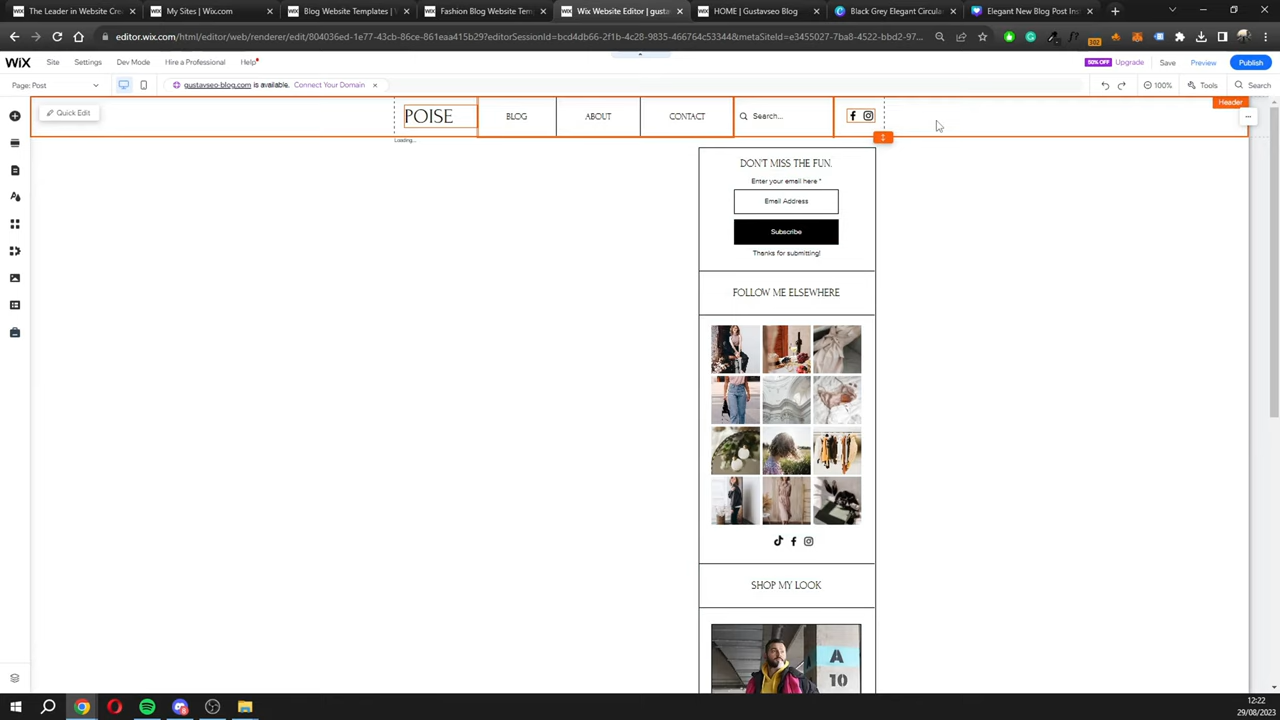 The Leader in Website Creat
My Sites | Wix.com
Blog Website Templates |
Fashion Blog Website Temp
Wix Website Editor | gusta
HOME | Gustavseo Blog
Black Grey Elegant Circular
Elegant New Blog Post Inst
editor.wix.com/html/editor/web/renderer/edit/804036ed-17e7-43cb-86ce-861eaa415b29?editorSessionId=bcd4db66-2f1b-4c28-9835-466764c53344&metaSiteId=e3455027-7ba8-4522-bbd2-97...
WiX
Site
Settings
Dev Mode
Hire a Professional
Help
50% OFF
Upgrade
Save
Preview
Publish
Page: Post
gustavseo-blog.com is available.
Connect Your Domain
100%
Tools
Search
Quick Edit
POISE
BLOG
ABOUT
CONTACT
Search...
Header
Loading...
DON'T MISS THE FUN.
Enter your email here *
Email Address
Subscribe
Thanks for submitting!
FOLLOW ME ELSEWHERE
SHOP MY LOOK
A
10
12:22
29/08/2023